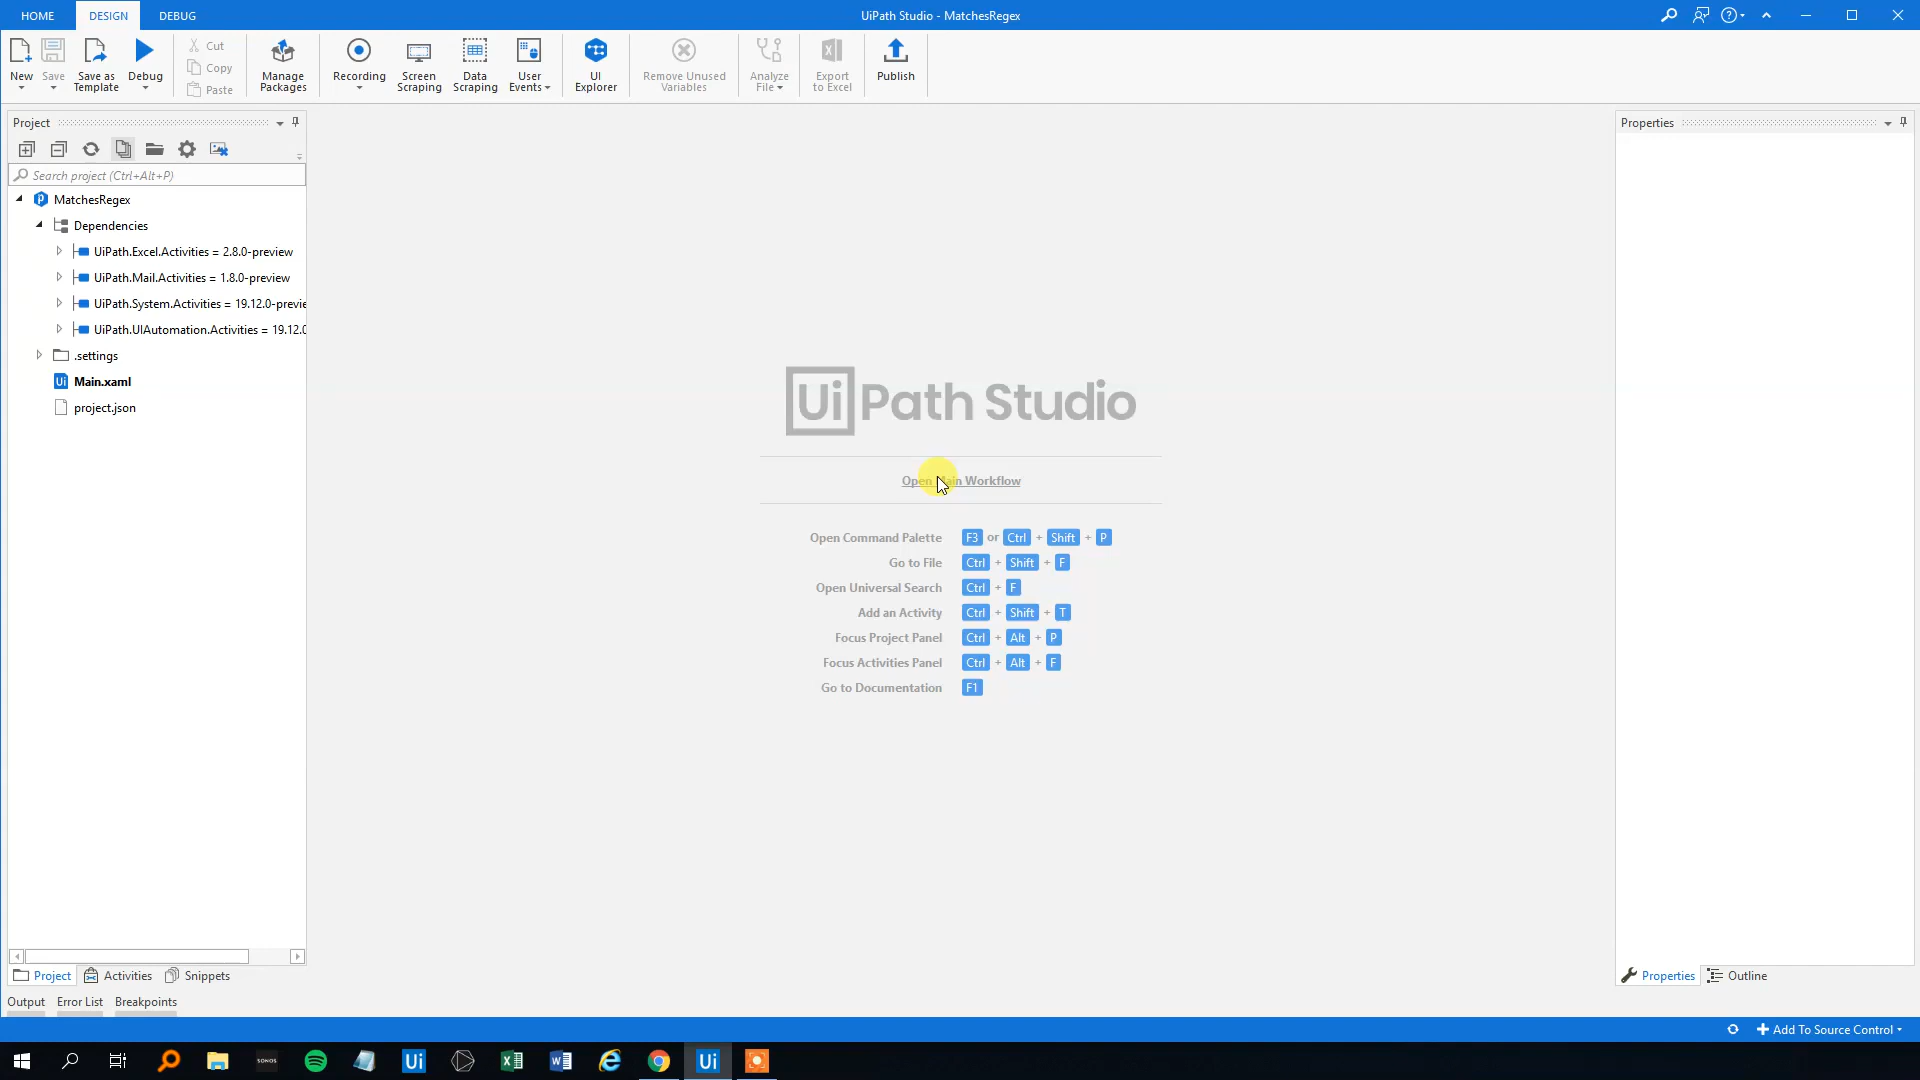 HOME DESIGN DEBUG UiPath Studio - MatchesRegex
New Save Save as Template Debug Cut Copy Paste Manage Packages Recording Screen Scraping Data Scraping User Events UI Explorer Remove Unused Variables Analyze File Export to Excel Publish
Project
Properties
Search project (Ctrl+Alt+P)
MatchesRegex
Dependencies
UiPath.Excel.Activities = 2.8.0-preview
UiPath.Mail.Activities = 1.8.0-preview
UiPath.System.Activities = 19.12.0-previe
UiPath.UIAutomation.Activities = 19.12.0
.settings
Ui Main.xaml
project.json
UiPath Studio
Open Main Workflow
Open Command Palette F3 or Ctrl + Shift + P
Go to File Ctrl + Shift + F
Open Universal Search Ctrl + F
Add an Activity Ctrl + Shift + T
Focus Project Panel Ctrl + Alt + P
Focus Activities Panel Ctrl + Alt + F
Go to Documentation F1
Project Activities Snippets
Properties Outline
Output Error List Breakpoints
Add To Source Control
SONOS Ui Ui